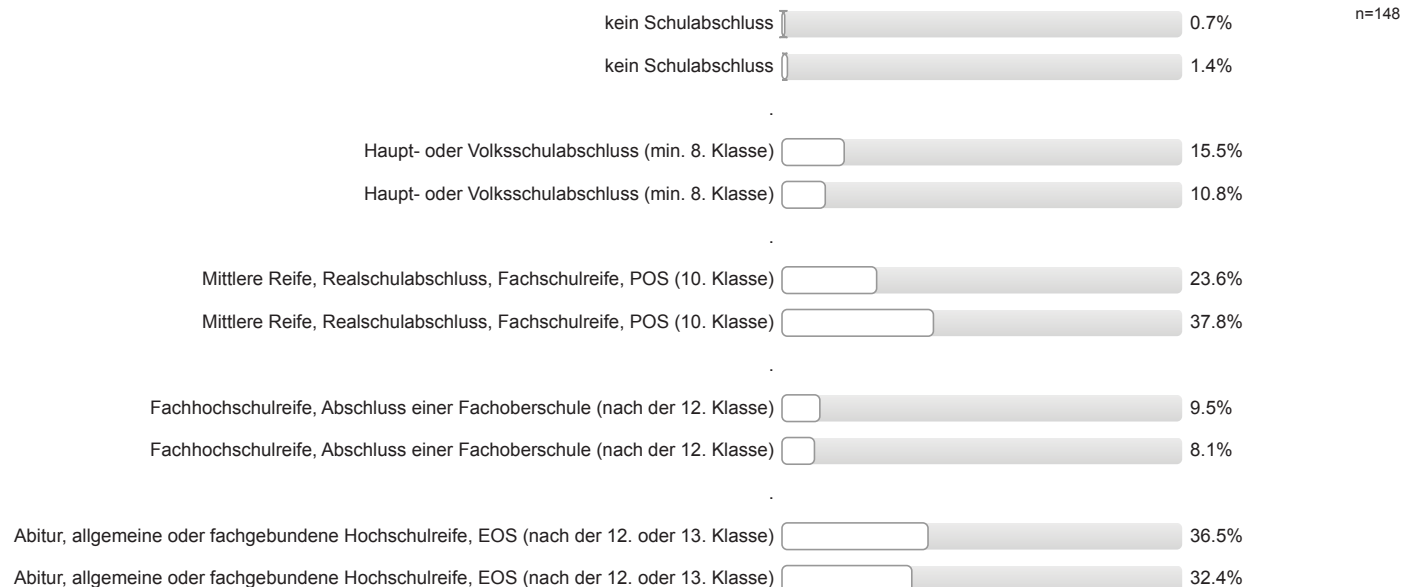 kein Schulabschluss 0.7% n=148
kein Schulabschluss 1.4%
.
Haupt- oder Volksschulabschluss (min. 8. Klasse) 15.5%
Haupt- oder Volksschulabschluss (min. 8. Klasse) 10.8%
.
Mittlere Reife, Realschulabschluss, Fachschulreife, POS (10. Klasse) 23.6%
Mittlere Reife, Realschulabschluss, Fachschulreife, POS (10. Klasse) 37.8%
.
Fachhochschulreife, Abschluss einer Fachoberschule (nach der 12. Klasse) 9.5%
Fachhochschulreife, Abschluss einer Fachoberschule (nach der 12. Klasse) 8.1%
.
Abitur, allgemeine oder fachgebundene Hochschulreife, EOS (nach der 12. oder 13. Klasse) 36.5%
Abitur, allgemeine oder fachgebundene Hochschulreife, EOS (nach der 12. oder 13. Klasse) 32.4%